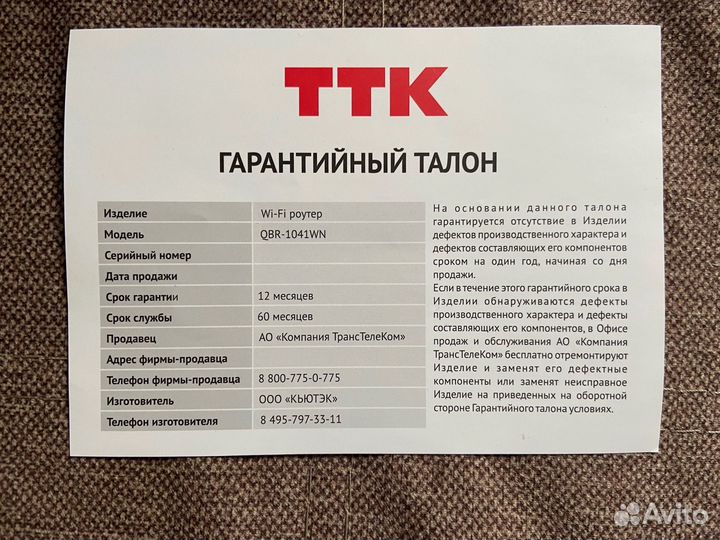 ТТК
ГАРАНТИЙНЫЙ ТАЛОН
Изделие Wi-Fi роутер
Модель QBR-1041WN
Серийный номер
Дата продажи
Срок гарантии 12 месяцев
Срок службы 60 месяцев
Продавец АО «Компания ТрансТелеКом»
Адрес фирмы-продавца
Телефон фирмы-продавца 8 800-775-0-775
Изготовитель ООО «КЬЮТЭК»
Телефон изготовителя 8 495-797-33-11
На основании данного талона
гарантируется отсутствие в Изделии
дефектов производственного характера и
дефектов составляющих его компонентов
сроком на один год, начиная со дня
продажи.
Если в течение этого гарантийного срока в
Изделии обнаруживаются дефекты
производственного характера и дефекты
составляющих его компонентов, в Офисе
продаж и обслуживания АО «Компания
ТрансТелеКом» бесплатно отремонтируют
Изделие и заменят его дефектные
компоненты или заменят неисправное
Изделие на приведенных на оборотной
стороне Гарантийного талона условиях.
Avito